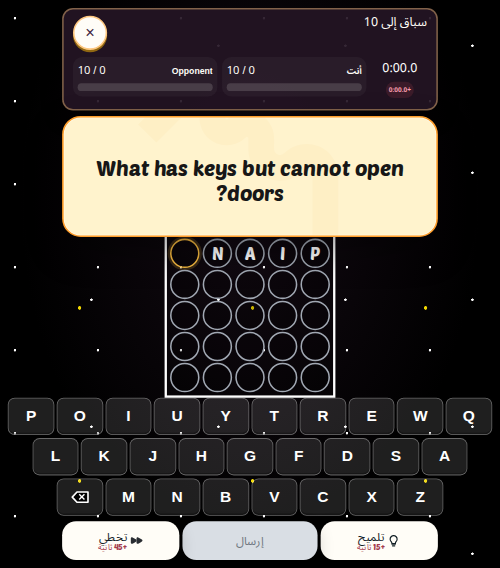 سباق إلى 10
×
0:00.0
+0:00.0
أنت
10 / 0
Opponent
10 / 0
What has keys but cannot open
doors?
P I A N
Q W E R T Y U I O P
A S D F G H J K L
Z X C V B N M
تلميح
+15 ثانية
إرسال
تخطي
+45 ثانية